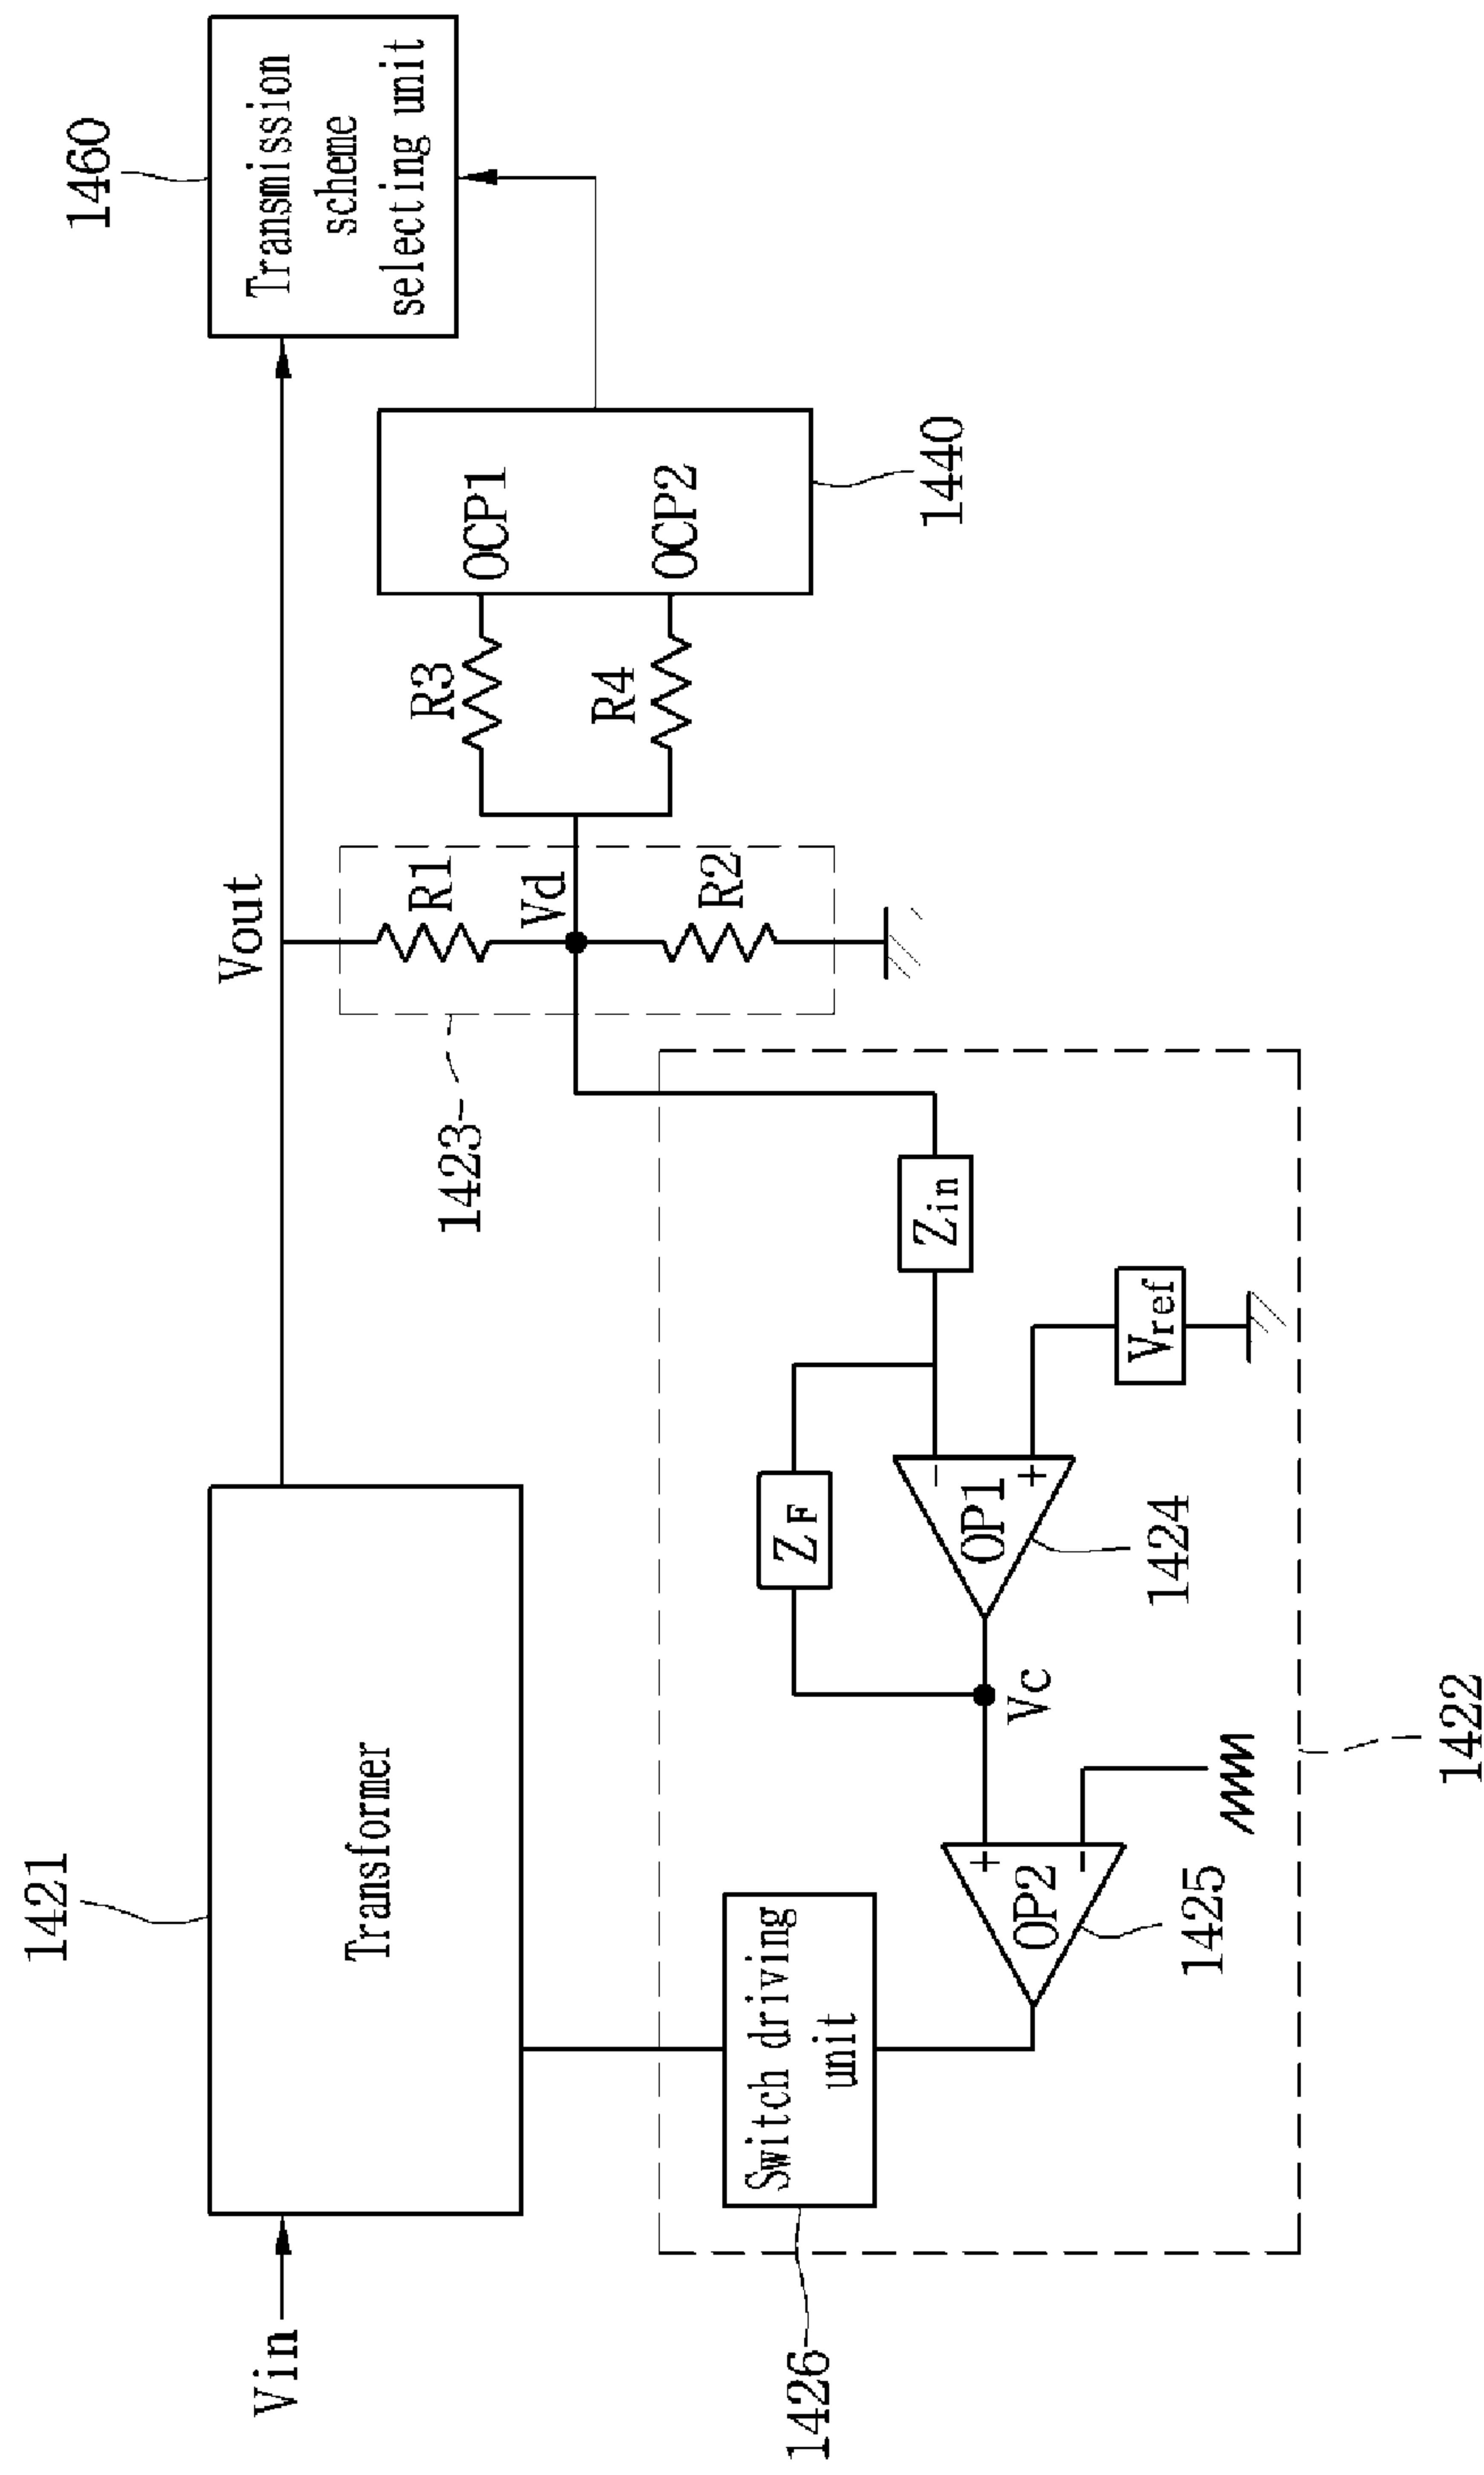 1421
1460
Vin
Transformer
Vout
Transmission
scheme
selecting unit
1423
R1
Vd
R2
R3
R4
OCP1
OCP2
1440
1426
Switch driving
unit
ZF
Zin
+
-
OP2
1425
Vc
-
+
OP1
1424
Vref
1422